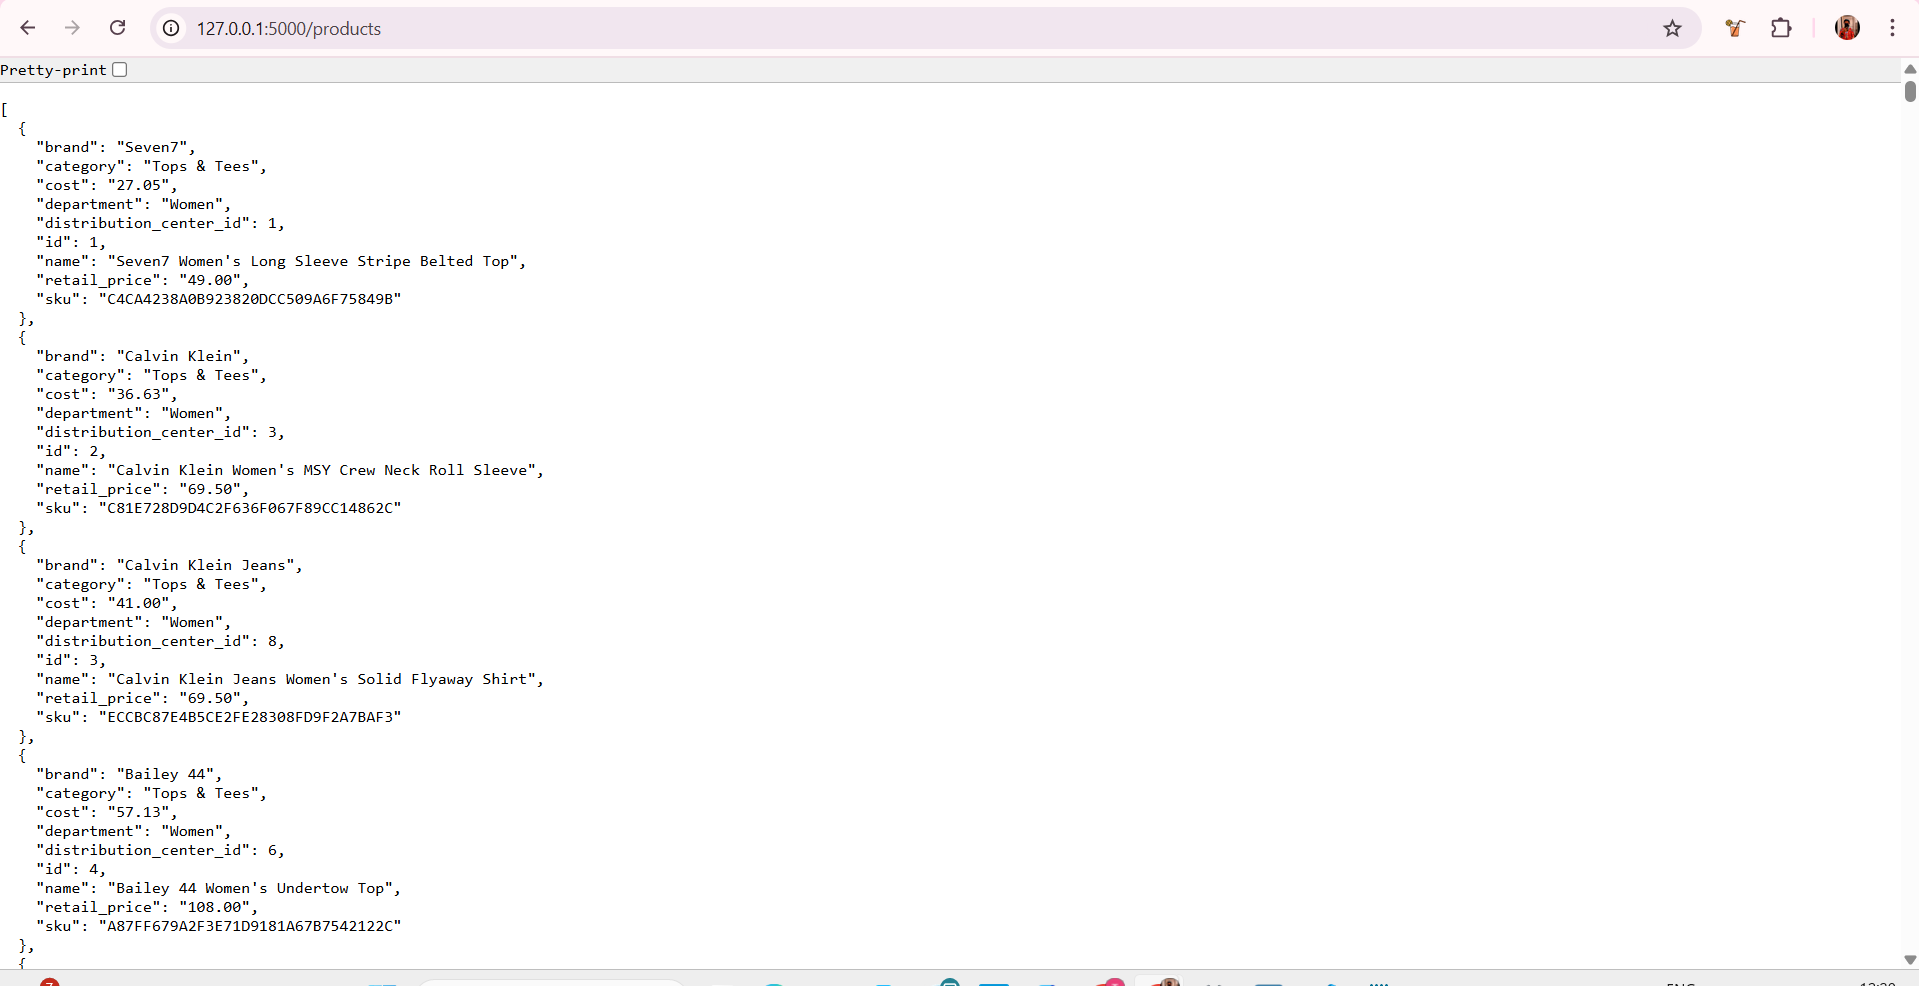 127.0.0.1:5000/products
Pretty-print
[
  {
    "brand": "Seven7",
    "category": "Tops & Tees",
    "cost": "27.05",
    "department": "Women",
    "distribution_center_id": 1,
    "id": 1,
    "name": "Seven7 Women's Long Sleeve Stripe Belted Top",
    "retail_price": "49.00",
    "sku": "C4CA4238A0B923820DCC509A6F75849B"
  },
  {
    "brand": "Calvin Klein",
    "category": "Tops & Tees",
    "cost": "36.63",
    "department": "Women",
    "distribution_center_id": 3,
    "id": 2,
    "name": "Calvin Klein Women's MSY Crew Neck Roll Sleeve",
    "retail_price": "69.50",
    "sku": "C81E728D9D4C2F636F067F89CC14862C"
  },
  {
    "brand": "Calvin Klein Jeans",
    "category": "Tops & Tees",
    "cost": "41.00",
    "department": "Women",
    "distribution_center_id": 8,
    "id": 3,
    "name": "Calvin Klein Jeans Women's Solid Flyaway Shirt",
    "retail_price": "69.50",
    "sku": "ECCBC87E4B5CE2FE28308FD9F2A7BAF3"
  },
  {
    "brand": "Bailey 44",
    "category": "Tops & Tees",
    "cost": "57.13",
    "department": "Women",
    "distribution_center_id": 6,
    "id": 4,
    "name": "Bailey 44 Women's Undertow Top",
    "retail_price": "108.00",
    "sku": "A87FF679A2F3E71D9181A67B7542122C"
  },
  {